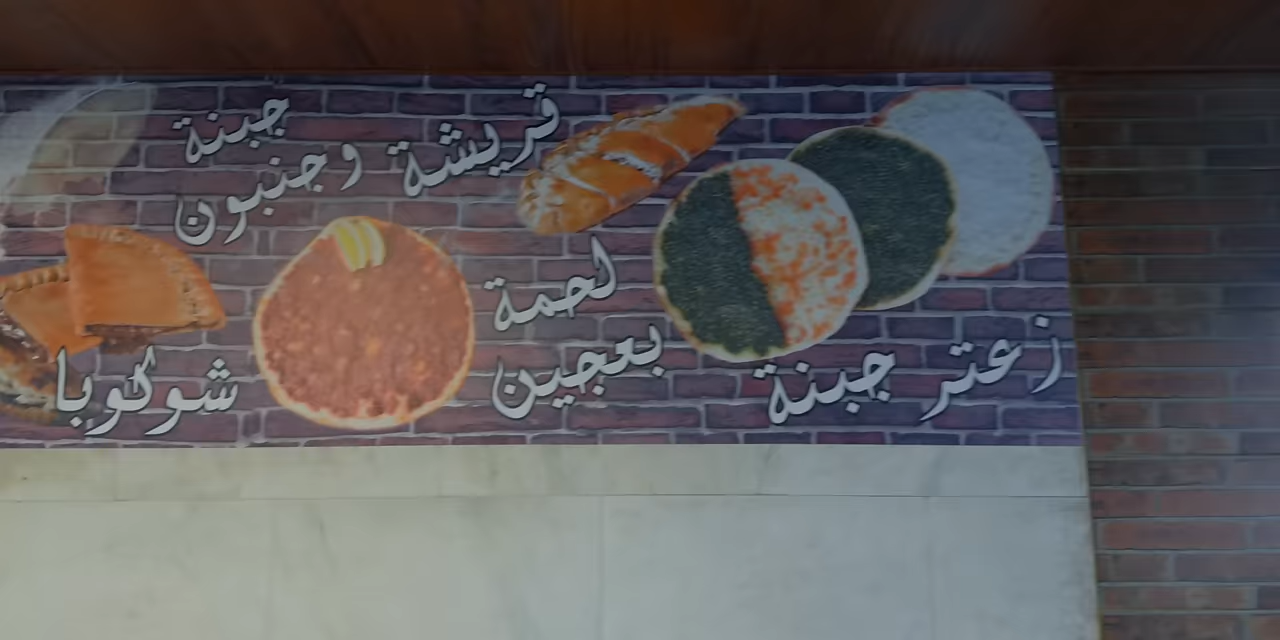 قريشة
جبنة
وجنبون
لحمة
بعجين
زعتر جبنة
شوكوبا